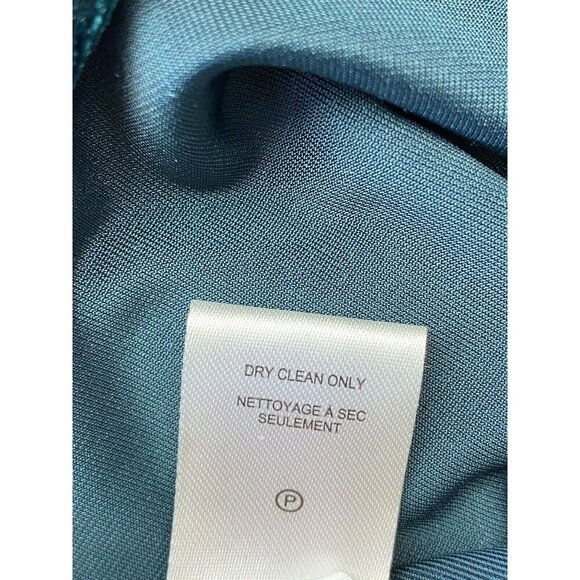 DRY CLEAN ONLY
NETTOYAGE À SEC
SEULEMENT
P